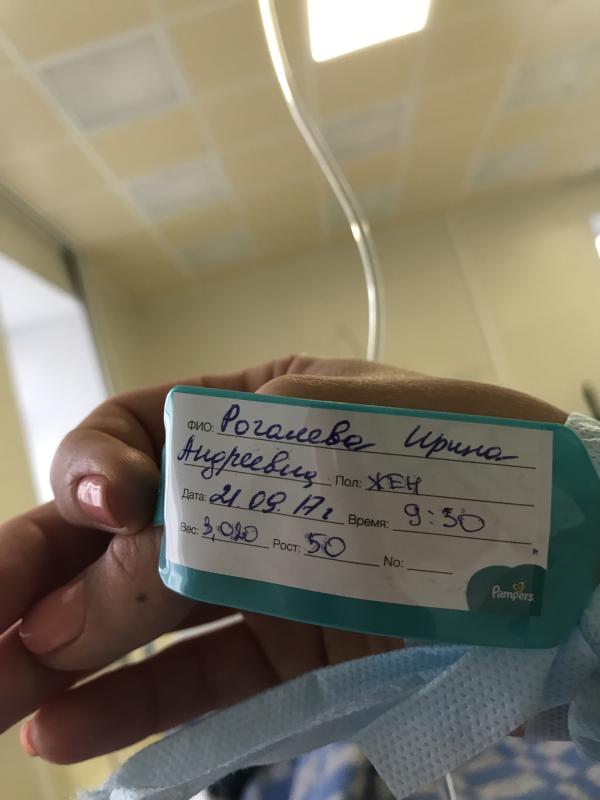 ФИО: Рогалева Ирина
Андреевна Пол: ЖЕН
Дата: 21.09.17г Время: 9:30
Вес: 3,020 Рост: 50 No:
Pampers